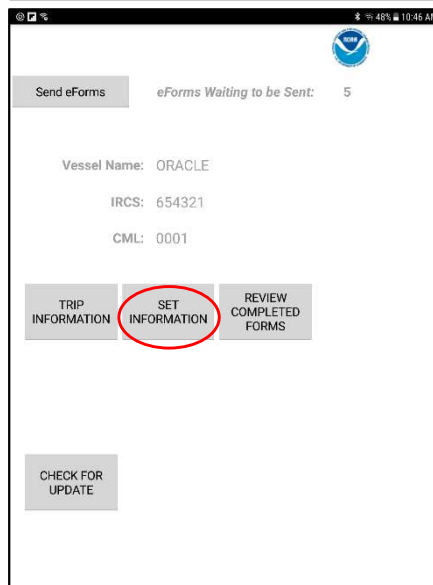 48% 10:46 AM
NOAA
Send eForms eForms Waiting to be Sent: 5
Vessel Name: ORACLE
IRCS: 654321
CML: 0001
TRIP
INFORMATION
SET
INFORMATION
REVIEW
COMPLETED
FORMS
CHECK FOR
UPDATE